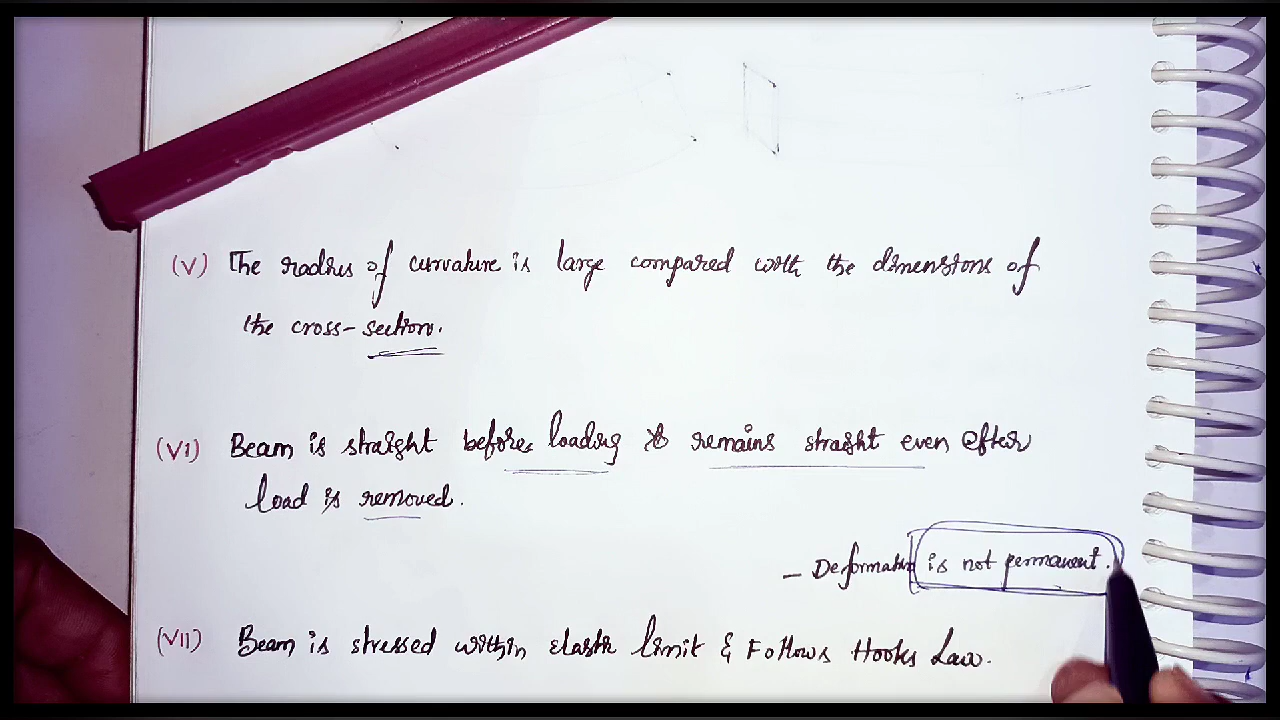 (V) The radius of curvature is large compared with the dimensions of
the cross-section.
(VI) Beam is straight before loading & remains straight even after
load is removed.
- Deformation is not permanent.
(VII) Beam is stressed within elastic limit & Follows Hooks Law.